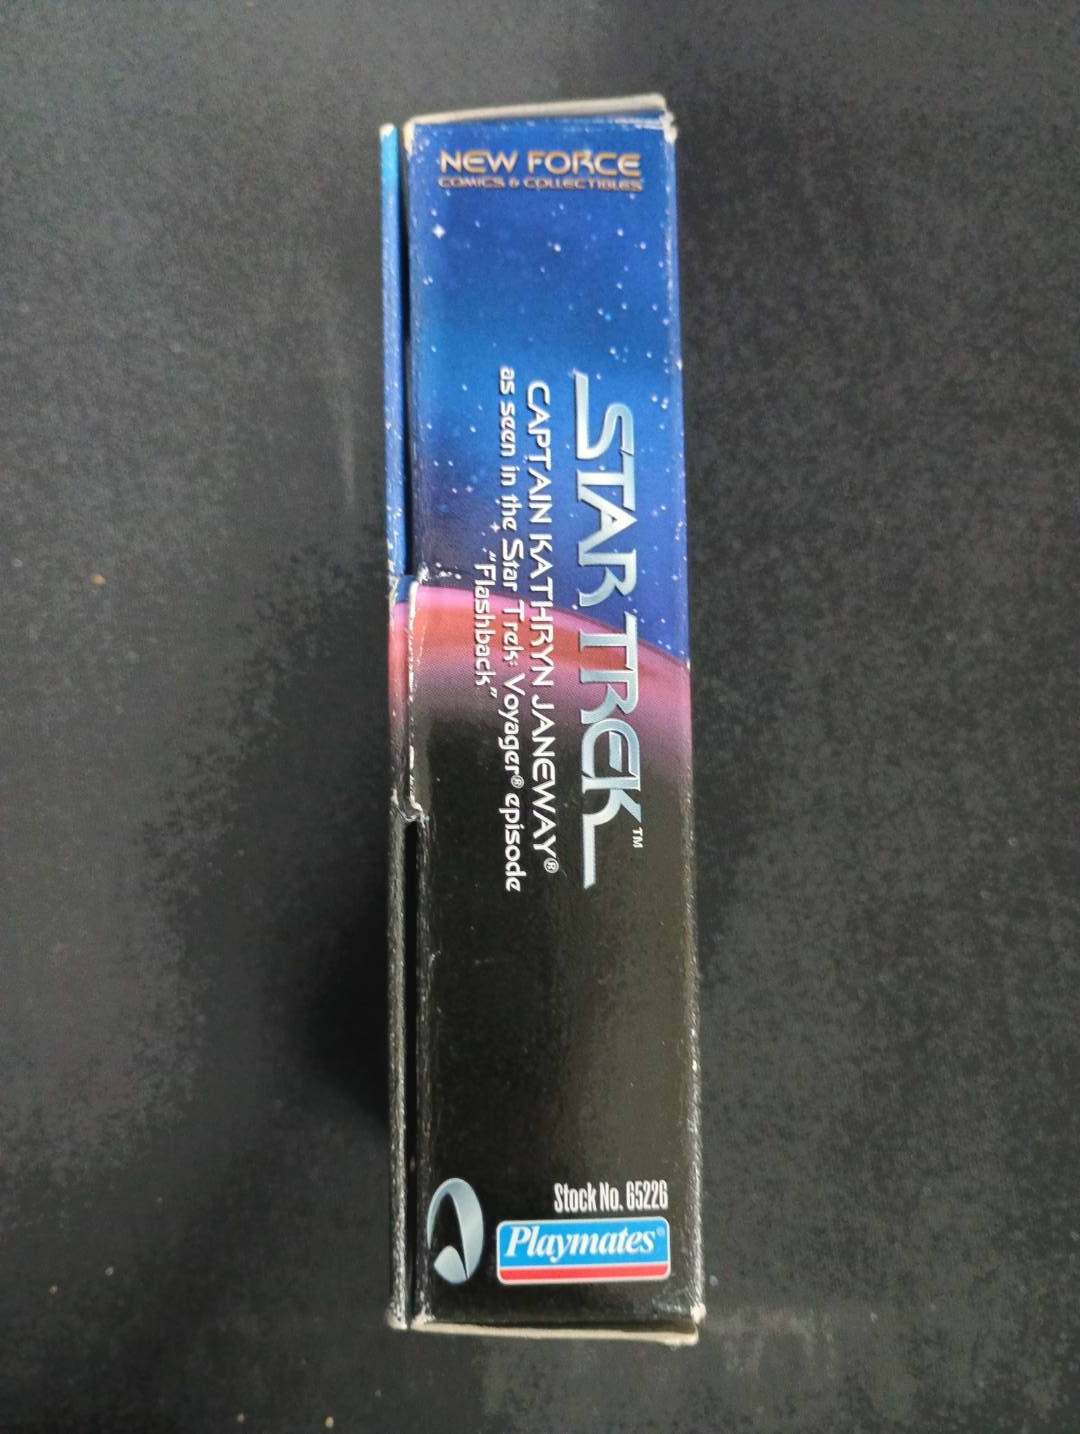 NEW FORCE
COMICS & COLLECTIBLES
STAR TREK™
CAPTAIN KATHRYN JANEWAY®
as seen in the Star Trek: Voyager® episode
"Flashback"
Stock No. 65226
Playmates®